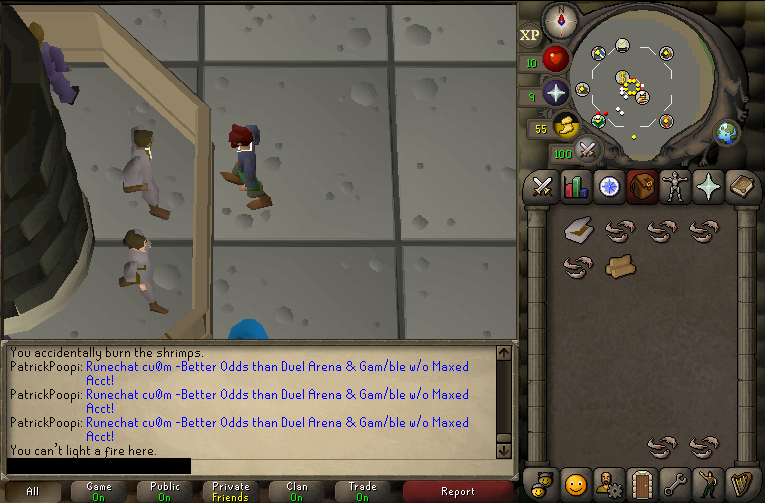 N
XP
10
9
55
100
You accidentally burn the shrimps.
PatrickPoopi: Runechat cu0m -Better Odds than Duel Arena & Gam/ble w/o Maxed
Acct!
PatrickPoopi: Runechat cu0m -Better Odds than Duel Arena & Gam/ble w/o Maxed
Acct!
PatrickPoopi: Runechat cu0m -Better Odds than Duel Arena & Gam/ble w/o Maxed
Acct!
You can't light a fire here.
All
Game
On
Public
On
Private
Friends
Clan
On
Trade
On
Report